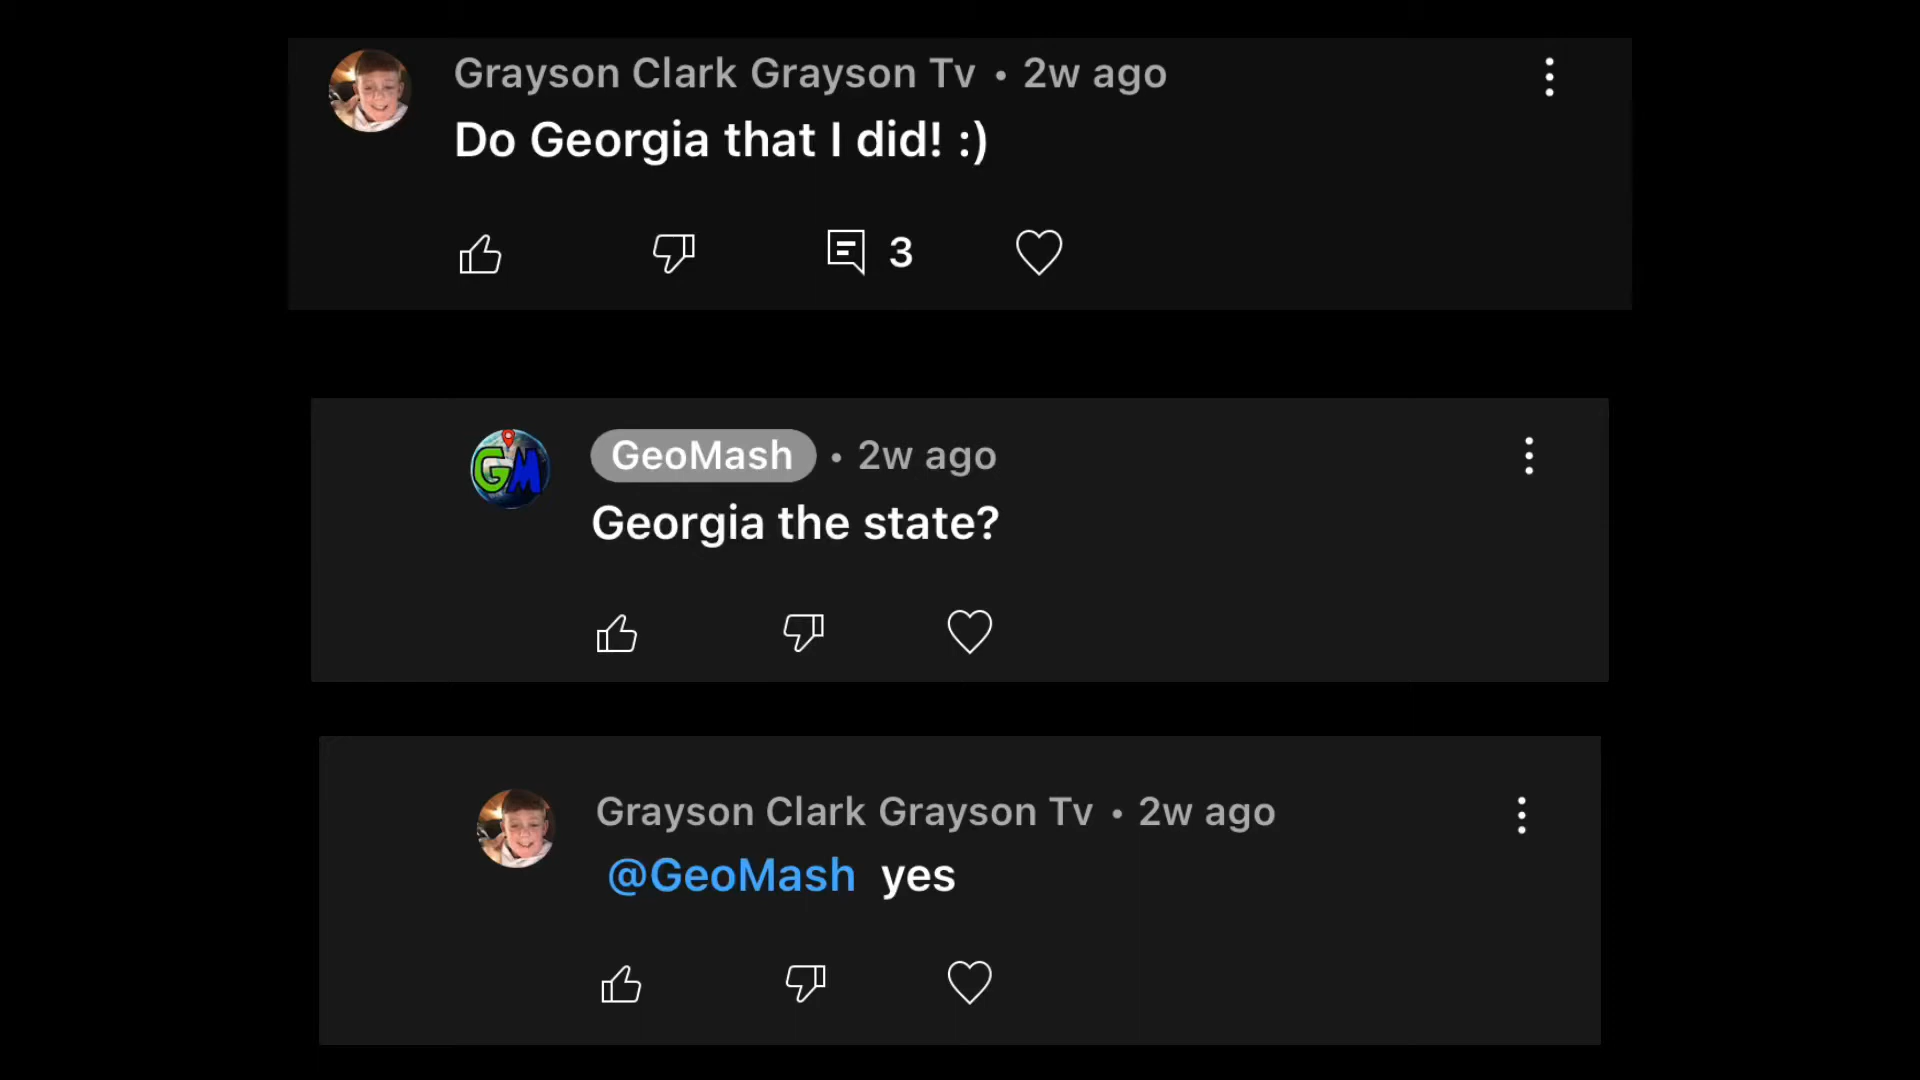 Grayson Clark Grayson Tv • 2w ago
Do Georgia that I did! :)
3
GM
GeoMash • 2w ago
Georgia the state?
Grayson Clark Grayson Tv • 2w ago
@GeoMash yes